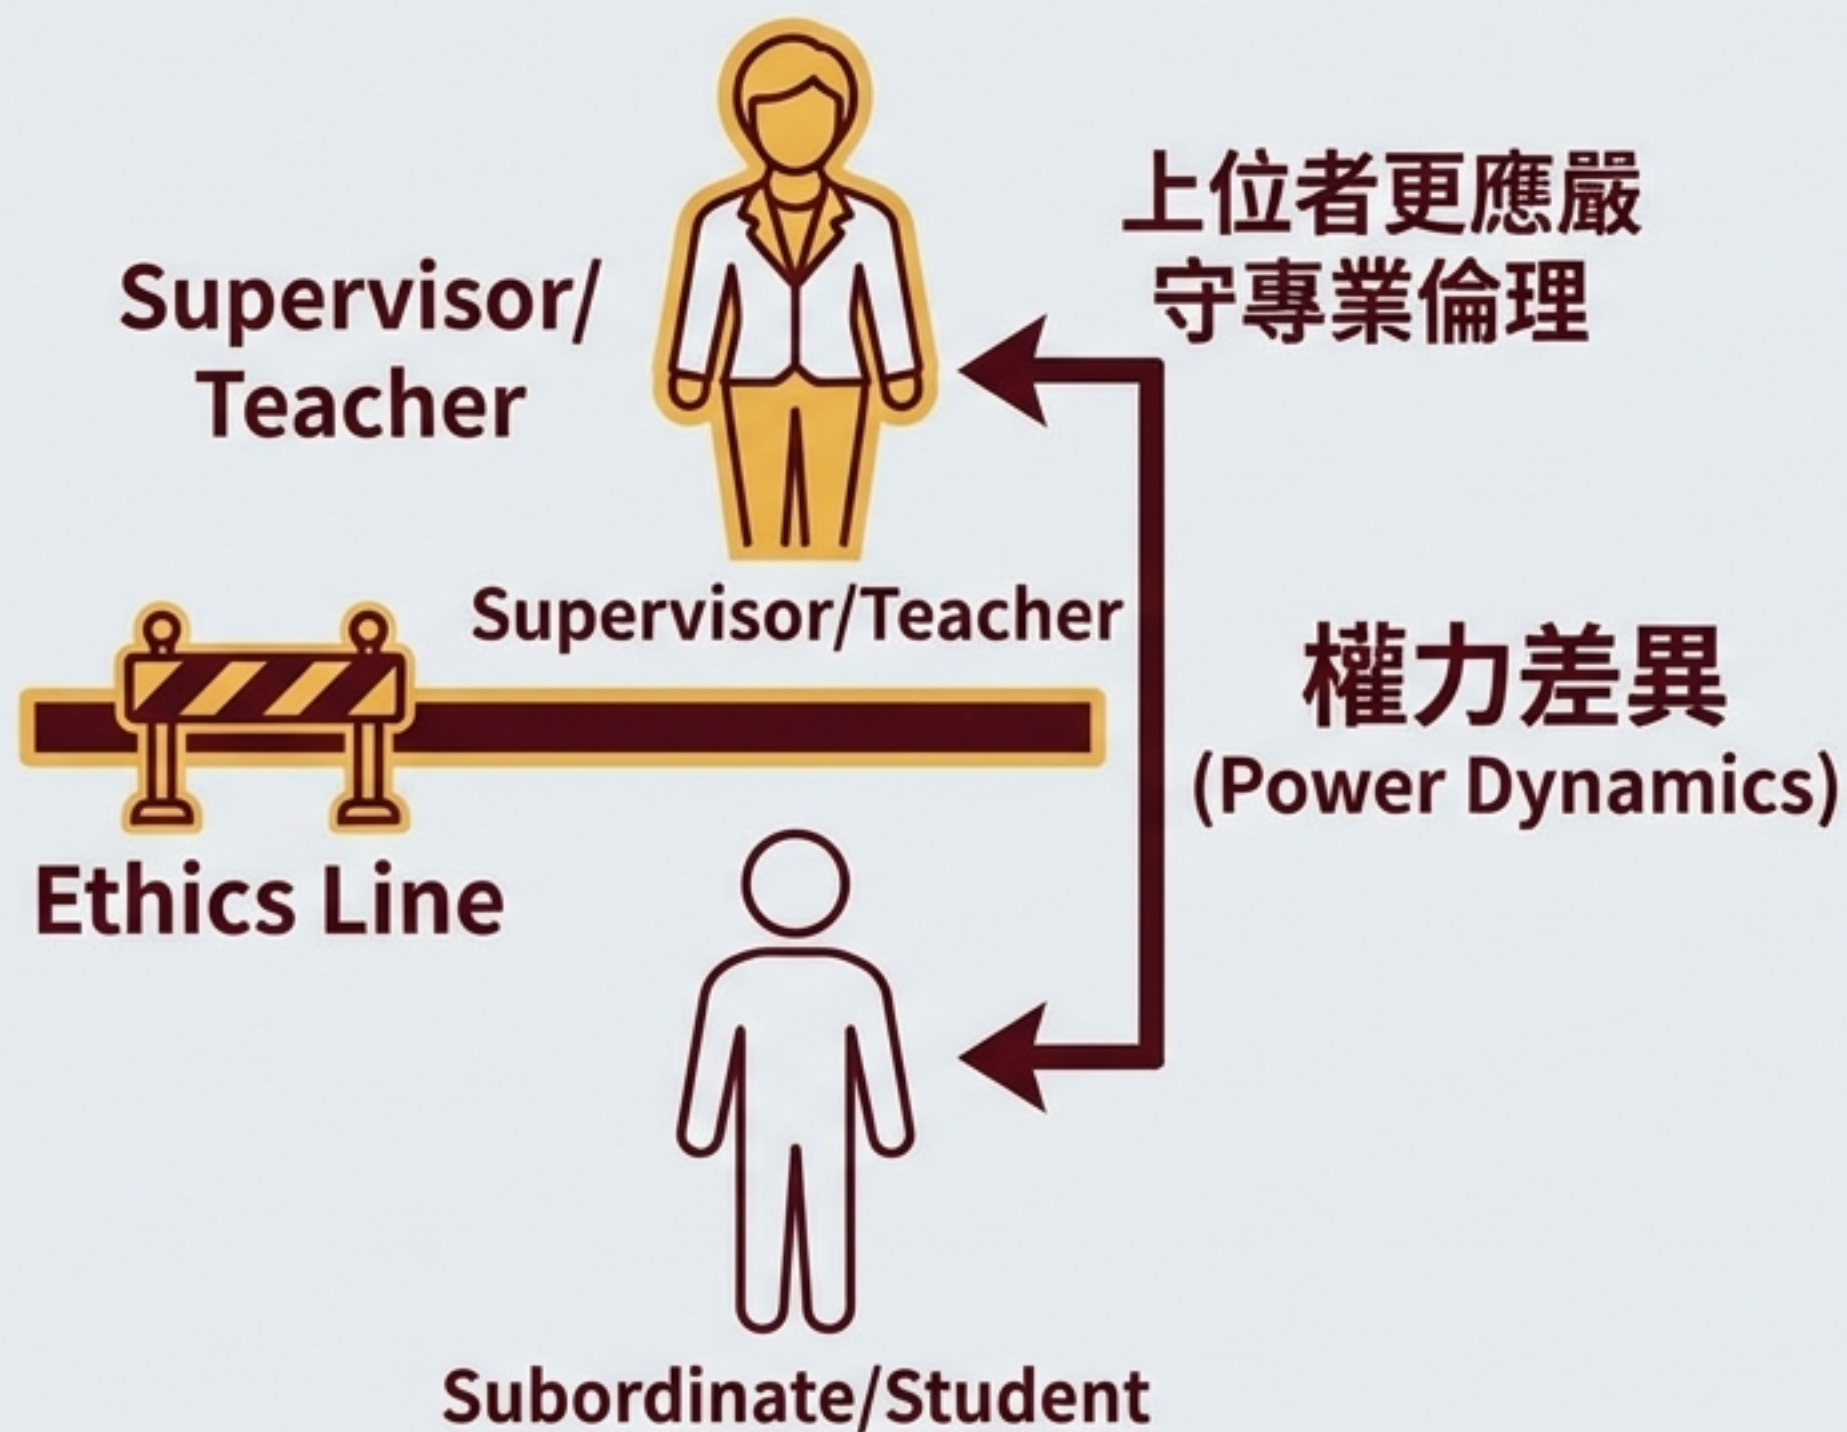 Supervisor/
Teacher
上位者更應嚴
守專業倫理
Supervisor/Teacher
權力差異
(Power Dynamics)
Ethics Line
Subordinate/Student